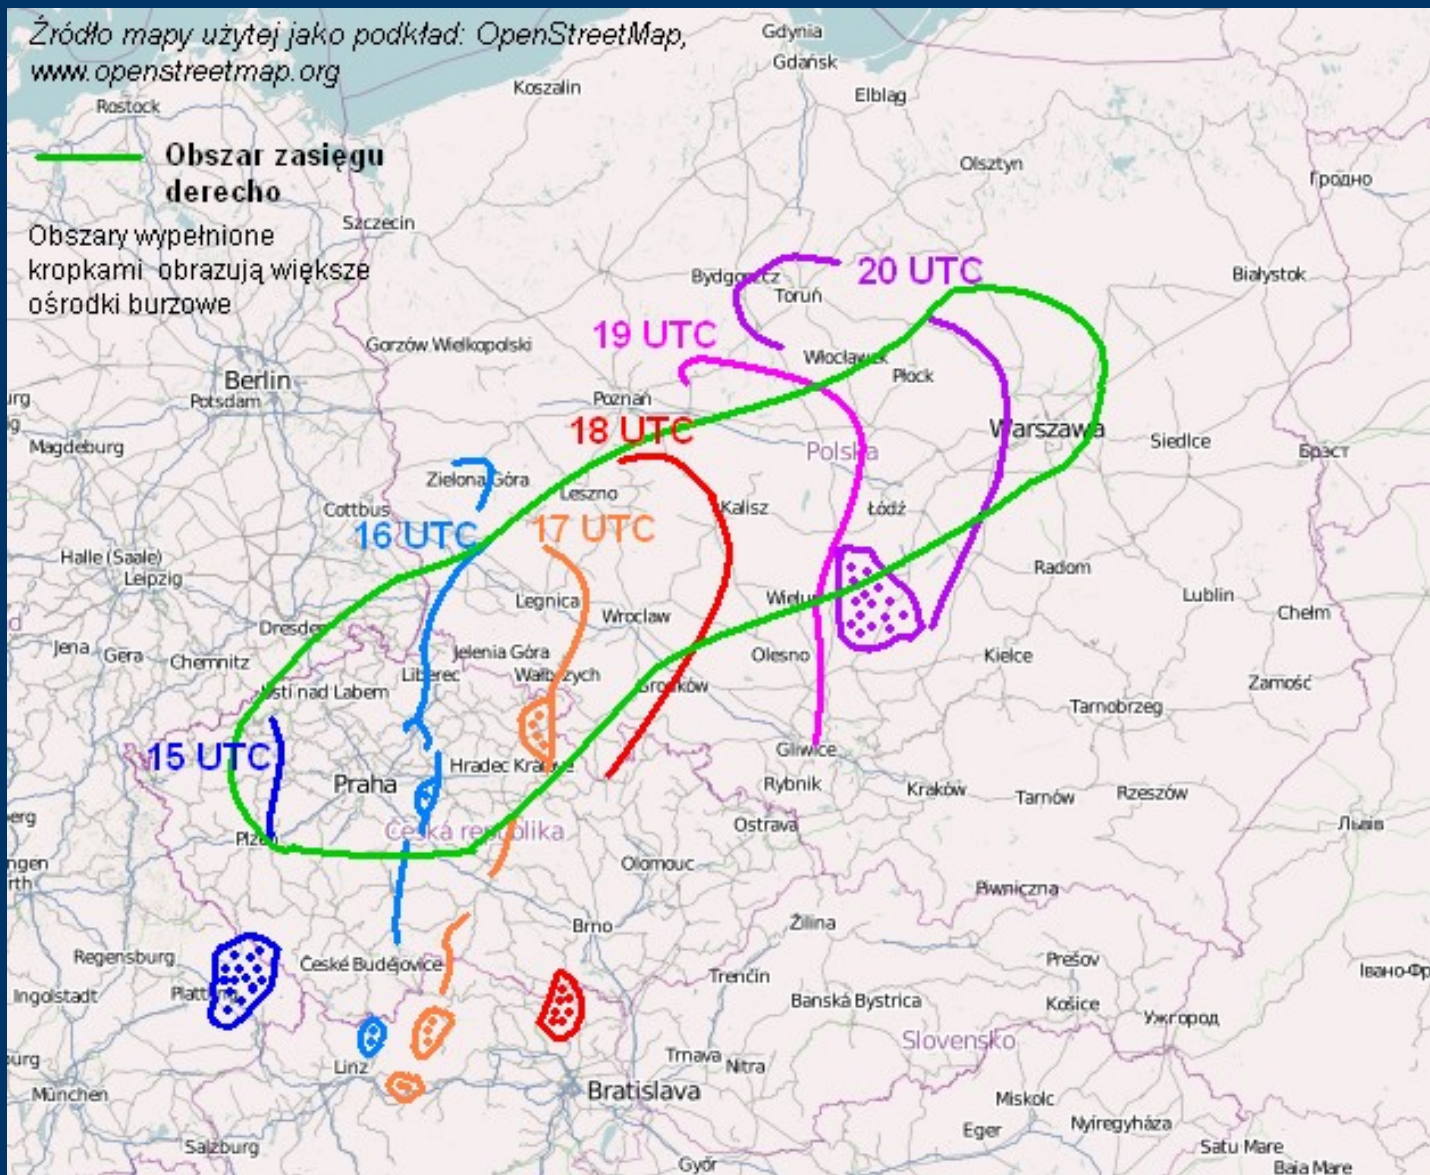 Źródło mapy użytej jako podkład: OpenStreetMap,
www.openstreetmap.org
Obszar zasięgu
derecho
Obszary wypełnione
kropkami obrazują większe
ośrodki burzowe
Gdynia
Gdańsk
Koszalin
Elbląg
Rostock
Olsztyn
Гродно
Szczecin
20 UTC
Bydgoszcz
Toruń
Białystok
19 UTC
Gorzów Wielkopolski
Włocławek
Płock
Berlin
Potsdam
Poznań
18 UTC
Warszawa
Magdeburg
Polska
Siedlce
Брэст
Zielona Góra
Leszno
Kalisz
Łódź
Cottbus
16 UTC
17 UTC
Halle (Saale)
Leipzig
Radom
Legnica
Wrocław
Wieluń
Lublin
Chełm
Dresden
Jena
Gera
Chemnitz
Jelenia Góra
Olesno
Kielce
Liberec
Wałbrzych
Grodków
Zamość
Ústí nad Labem
Tarnobrzeg
15 UTC
Gliwice
Praha
Hradec Králové
Rybnik
Kraków
Tarnów
Rzeszów
Plzeň
Česká republika
Ostrava
Львів
Olomouc
Piwniczna
Brno
Žilina
Regensburg
České Budějovice
Trenčín
Prešov
Ingolstadt
Plattling
Banská Bystrica
Košice
Ужгород
Slovensko
Linz
Trnava
Nitra
München
Bratislava
Miskolc
Eger
Nyíregyháza
Salzburg
Satu Mare
Győr
Baia Mare